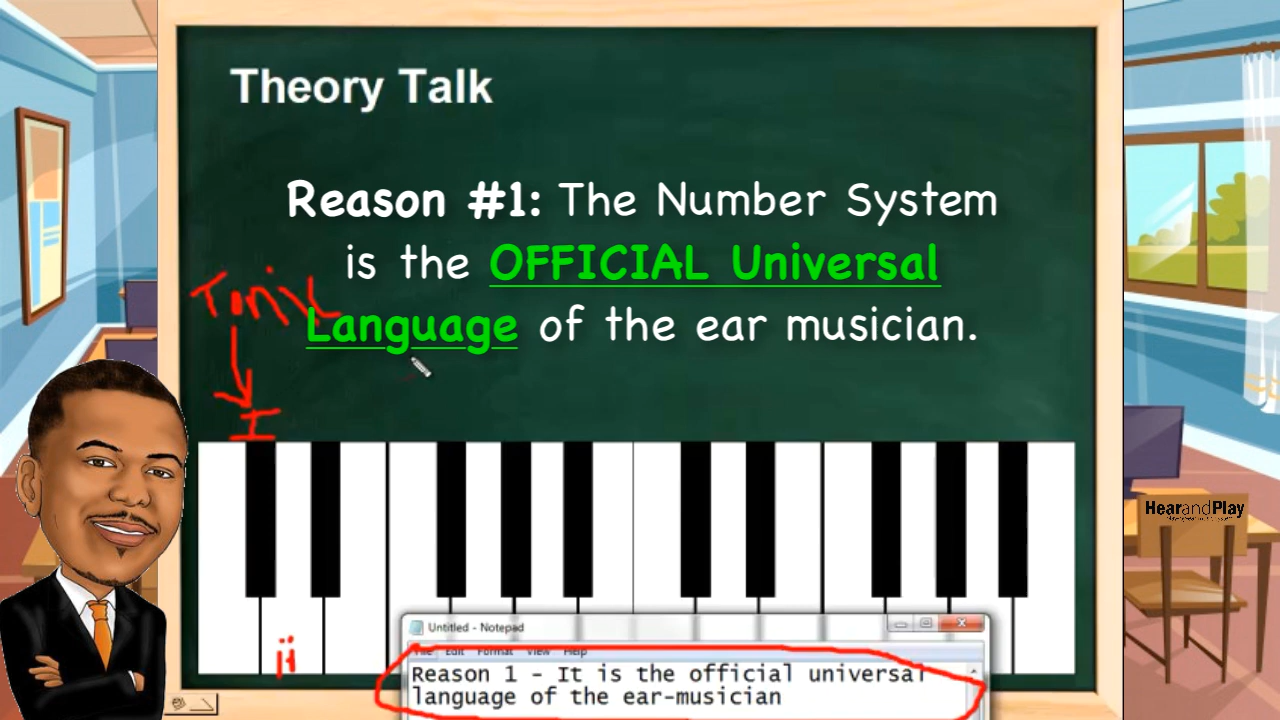 Theory Talk
Reason #1: The Number System
is the OFFICIAL Universal
Language of the ear musician.
Tonic
I
ii
HearandPlay
Untitled - Notepad
File Edit Format View Help
Reason 1 - It is the official universal
language of the ear-musician